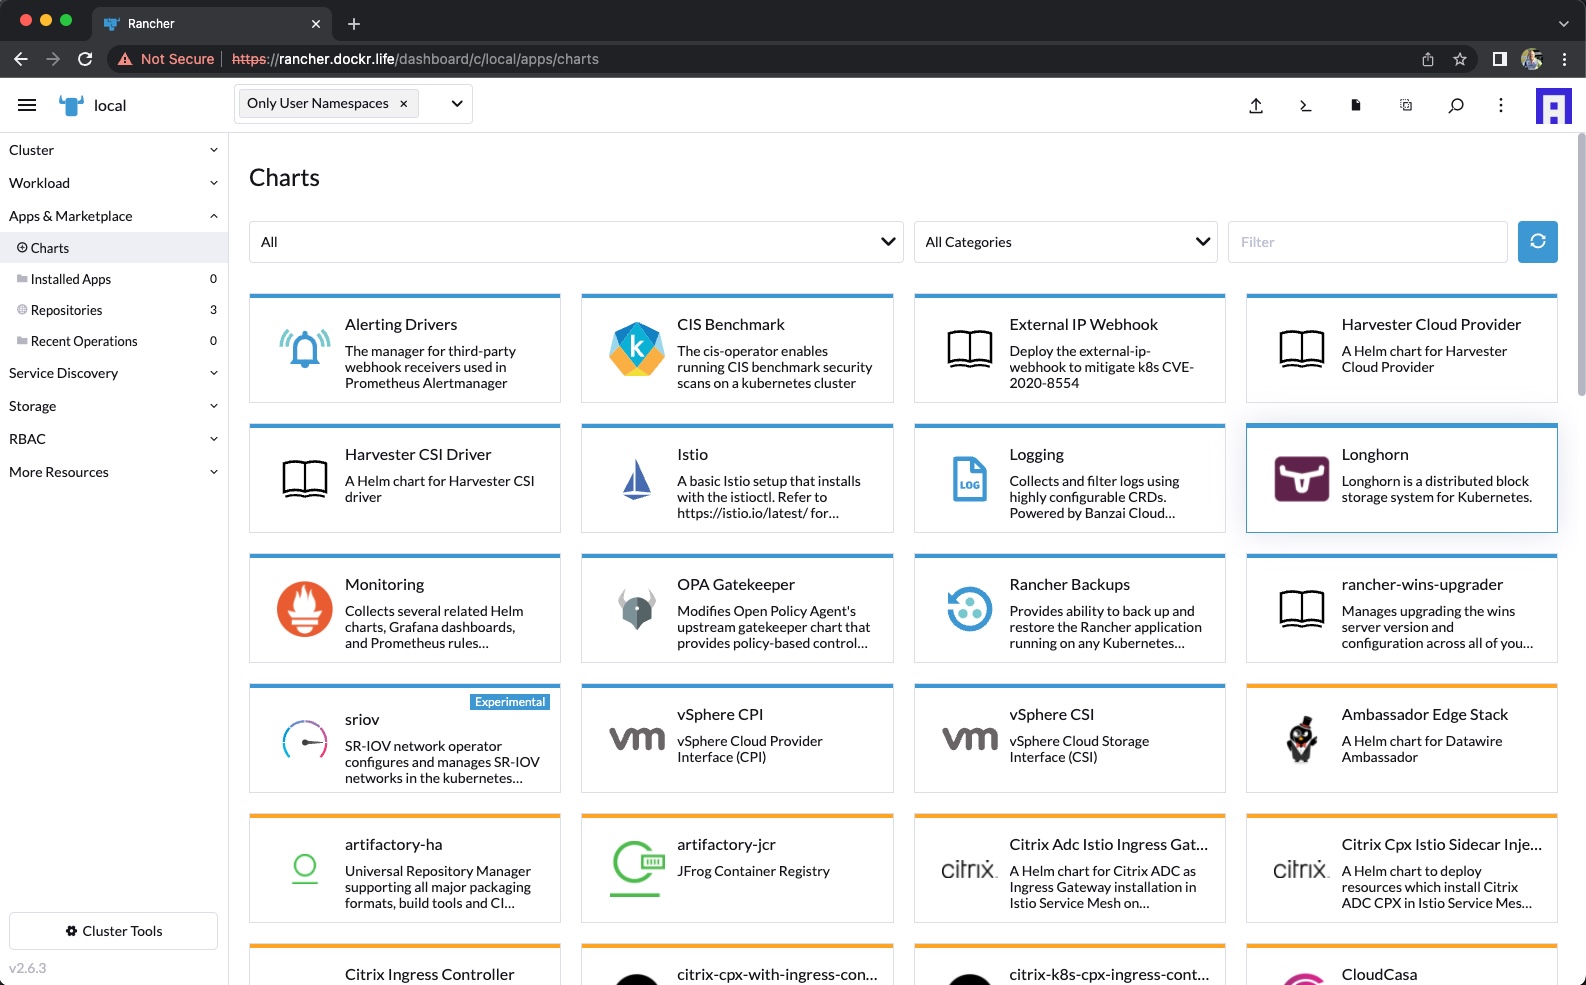 Rancher
Not Secure
https://rancher.dockr.life/dashboard/c/local/apps/charts
local
Only User Namespaces
Cluster
Workload
Apps & Marketplace
Charts
Installed Apps 0
Repositories 3
Recent Operations 0
Service Discovery
Storage
RBAC
More Resources
Cluster Tools
v2.6.3
Charts
All
All Categories
Filter
Alerting Drivers
The manager for third-party
webhook receivers used in
Prometheus Alertmanager
k
CIS Benchmark
The cis-operator enables
running CIS benchmark security
scans on a kubernetes cluster
External IP Webhook
Deploy the external-ip-
webhook to mitigate k8s CVE-
2020-8554
Harvester Cloud Provider
A Helm chart for Harvester
Cloud Provider
Harvester CSI Driver
A Helm chart for Harvester CSI
driver
Istio
A basic Istio setup that installs
with the istioctl. Refer to
https://istio.io/latest/ for...
LOG
Logging
Collects and filter logs using
highly configurable CRDs.
Powered by Banzai Cloud...
Longhorn
Longhorn is a distributed block
storage system for Kubernetes.
Monitoring
Collects several related Helm
charts, Grafana dashboards,
and Prometheus rules...
OPA Gatekeeper
Modifies Open Policy Agent's
upstream gatekeeper chart that
provides policy-based control...
Rancher Backups
Provides ability to back up and
restore the Rancher application
running on any Kubernetes...
rancher-wins-upgrader
Manages upgrading the wins
server version and
configuration across all of you...
Experimental
sriov
SR-IOV network operator
configures and manages SR-IOV
networks in the kubernetes...
vm
vSphere CPI
vSphere Cloud Provider
Interface (CPI)
vm
vSphere CSI
vSphere Cloud Storage
Interface (CSI)
Ambassador Edge Stack
A Helm chart for Datawire
Ambassador
artifactory-ha
Universal Repository Manager
supporting all major packaging
formats, build tools and CI...
artifactory-jcr
JFrog Container Registry
citrix
Citrix Adc Istio Ingress Gat...
A Helm chart for Citrix ADC as
Ingress Gateway installation in
Istio Service Mesh on...
citrix
Citrix Cpx Istio Sidecar Inje...
A Helm chart to deploy
resources which install Citrix
ADC CPX in Istio Service Mes...
Citrix Ingress Controller
citrix-cpx-with-ingress-con...
citrix-k8s-cpx-ingress-cont...
CloudCasa